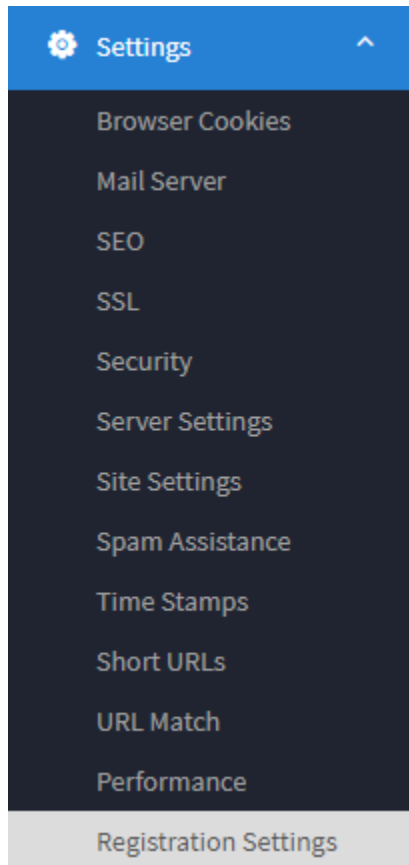 Settings
Browser Cookies
Mail Server
SEO
SSL
Security
Server Settings
Site Settings
Spam Assistance
Time Stamps
Short URLs
URL Match
Performance
Registration Settings